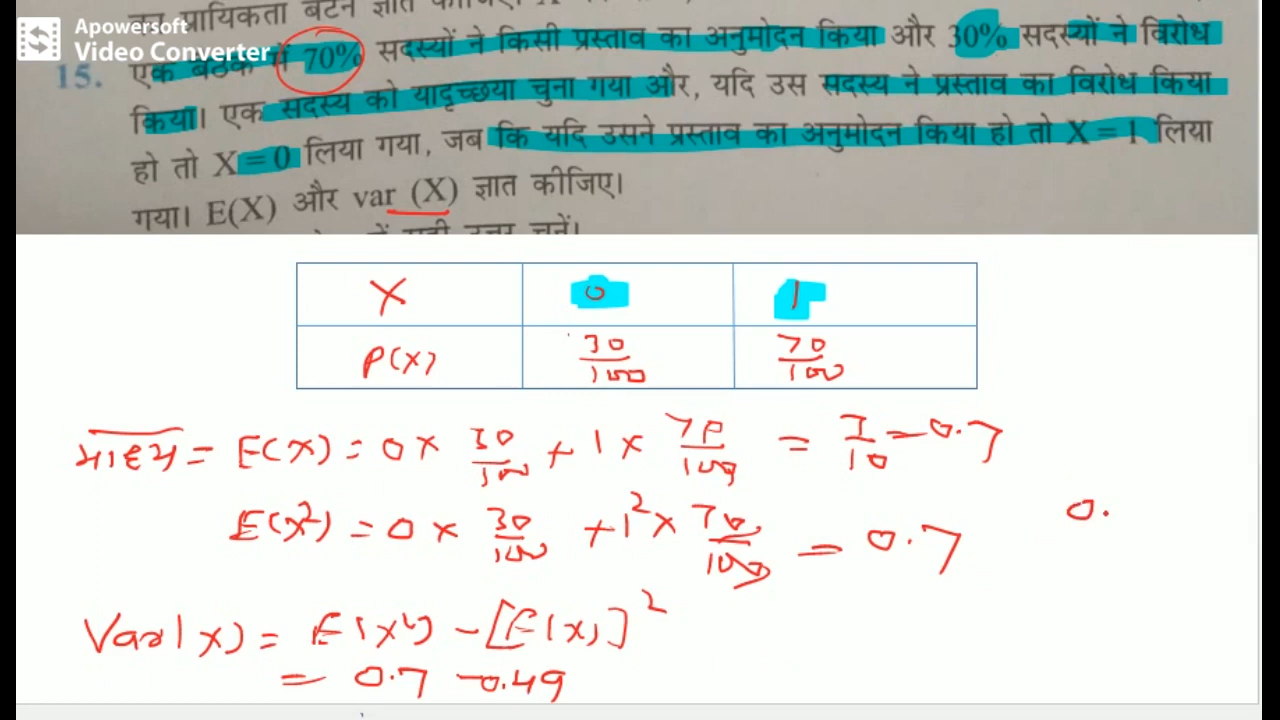 Apowersoft
Video Converter
15. एक बैठक में 70% सदस्यों ने किसी प्रस्ताव का अनुमोदन किया और 30% सदस्यों ने विरोध
किया। एक सदस्य को यादृच्छया चुना गया और, यदि उस सदस्य ने प्रस्ताव का विरोध किया
हो तो X = 0 लिया गया, जब कि यदि उसने प्रस्ताव का अनुमोदन किया हो तो X = 1 लिया
गया। E(X) और var (X) ज्ञात कीजिए।
X 0 1
P(X) 30/100 70/100
माध्य = E(X) = 0 × 30/100 + 1 × 70/100 = 7/10 = 0.7
E(X²) = 0 × 30/100 + 1² × 70/100 = 0.7
0.
Var(X) = E(X²) - [E(X)]²
= 0.7 - 0.49